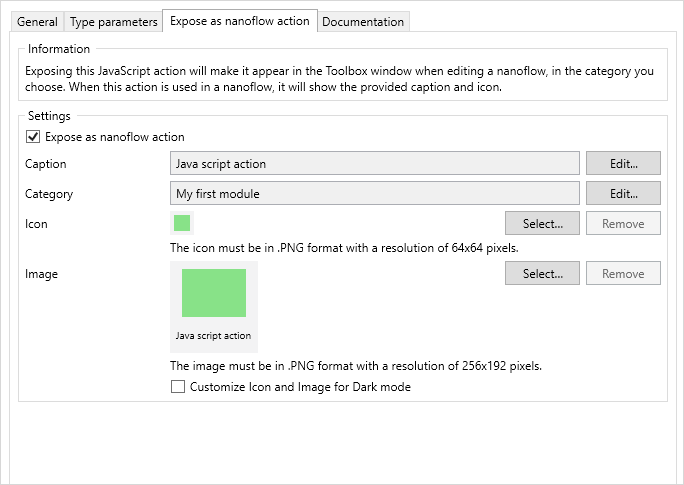 General
Type parameters
Expose as nanoflow action
Documentation
Information
Exposing this JavaScript action will make it appear in the Toolbox window when editing a nanoflow, in the category you
choose. When this action is used in a nanoflow, it will show the provided caption and icon.
Settings
Expose as nanoflow action
Caption
Java script action
Edit...
Category
My first module
Edit...
Icon
Select...
Remove
The icon must be in .PNG format with a resolution of 64x64 pixels.
Image
Select...
Remove
Java script action
The image must be in .PNG format with a resolution of 256x192 pixels.
Customize Icon and Image for Dark mode